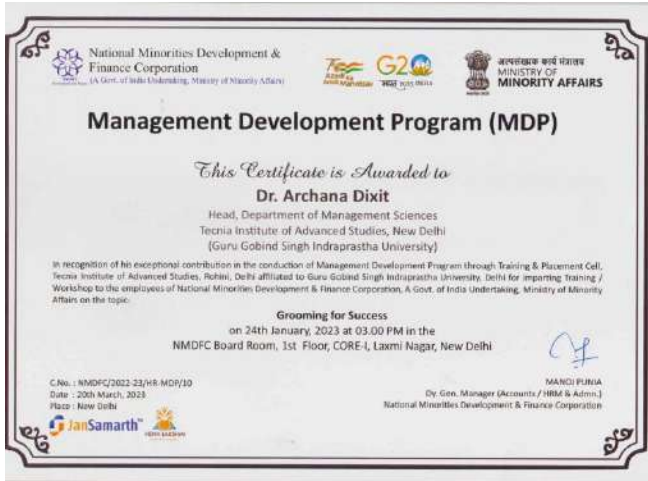 National Minorities Development &
Finance Corporation
(A Govt. of India Undertaking, Ministry of Minority Affairs)
Azadi Ka
Amrit Mahotsav
G20
भारत 2023 INDIA
अल्पसंख्यक कार्य मंत्रालय
MINISTRY OF
MINORITY AFFAIRS
Management Development Program (MDP)
This Certificate is Awarded to
Dr. Archana Dixit
Head, Department of Management Sciences
Tecnia Institute of Advanced Studies, New Delhi
(Guru Gobind Singh Indraprastha University)
In recognition of his exceptional contribution in the conduction of Management Development Program through Training & Placement Cell,
Tecnia Institute of Advanced Studies, Rohini, Delhi affiliated to Guru Gobind Singh Indraprastha University, Delhi for imparting Training /
Workshop to the employees of National Minorities Development & Finance Corporation, A Govt. of India Undertaking, Ministry of Minority
Affairs on the topic
Grooming for Success
on 24th January, 2023 at 03.00 PM in the
NMDFC Board Room, 1st Floor, CORE-I, Laxmi Nagar, New Delhi
C.No. : NMDFC/2022-23/HR-MDP/10
Date : 20th March, 2023
Place : New Delhi
MANOJ PUNIA
Dy. Gen. Manager (Accounts / HRM & Admn.)
National Minorities Development & Finance Corporation
JanSamarth